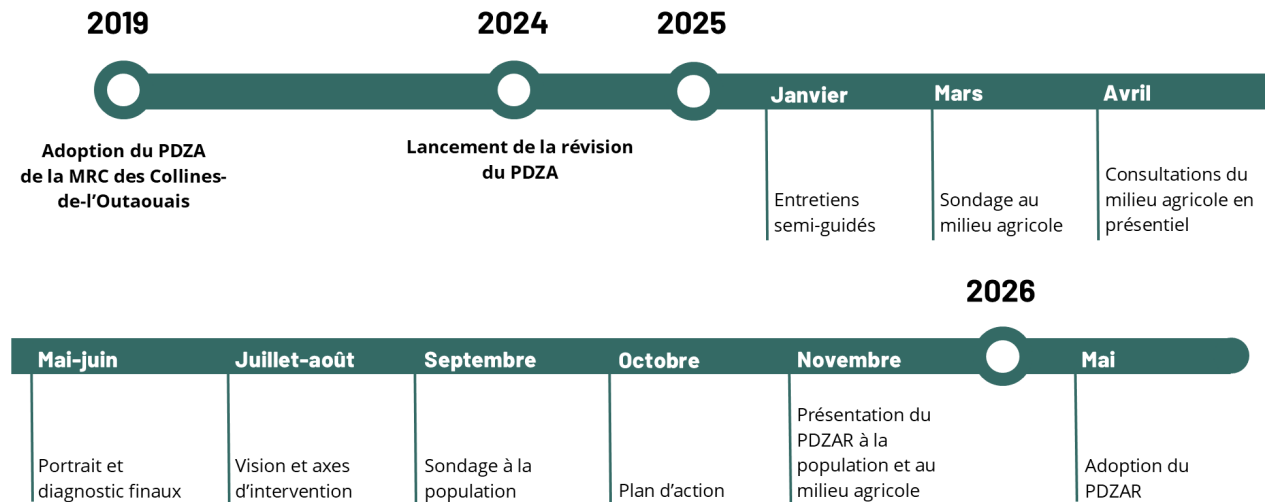 2019
2024
2025
Janvier
Mars
Avril
Adoption du PDZA
de la MRC des Collines-
de-l'Outaouais
Lancement de la révision
du PDZA
Entretiens
semi-guidés
Sondage au
milieu agricole
Consultations du
milieu agricole en
présentiel
2026
Mai-juin
Juillet-août
Septembre
Octobre
Novembre
Mai
Portrait et
diagnostic finaux
Vision et axes
d'intervention
Sondage à la
population
Plan d'action
Présentation du
PDZAR à la
population et au
milieu agricole
Adoption du
PDZAR